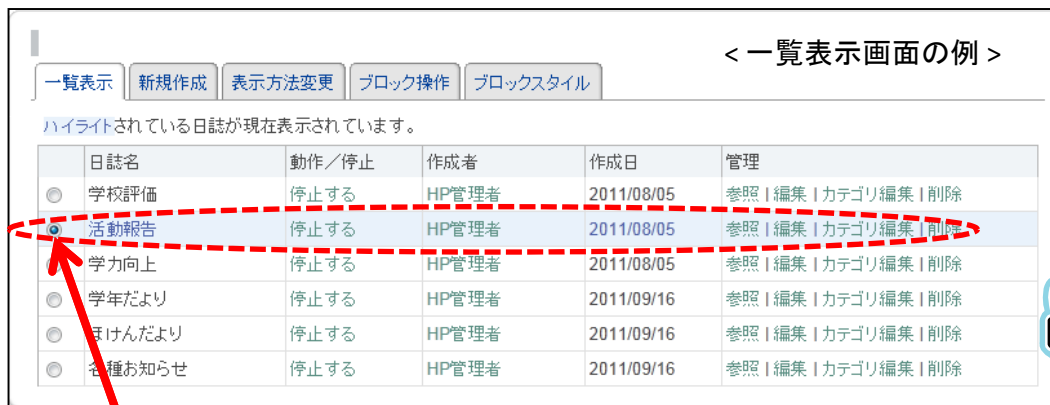 <一覧表示画面の例>
一覧表示 新規作成 表示方法変更 ブロック操作 ブロックスタイル
ハイライトされている日誌が現在表示されています。
日誌名 動作／停止 作成者 作成日 管理
学校評価 停止する HP管理者 2011/08/05 参照 | 編集 | カテゴリ編集 | 削除
活動報告 停止する HP管理者 2011/08/05 参照 | 編集 | カテゴリ編集 | 削除
学力向上 停止する HP管理者 2011/08/05 参照 | 編集 | カテゴリ編集 | 削除
学年だより 停止する HP管理者 2011/09/16 参照 | 編集 | カテゴリ編集 | 削除
ほけんだより 停止する HP管理者 2011/09/16 参照 | 編集 | カテゴリ編集 | 削除
各種お知らせ 停止する HP管理者 2011/09/16 参照 | 編集 | カテゴリ編集 | 削除